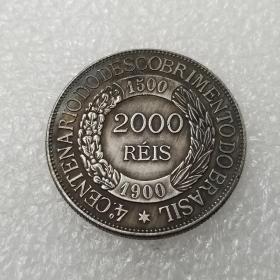 4º CENTENARIO DO DESCOBRIMENTO DO BRASIL
1500
2000
RÉIS
1900